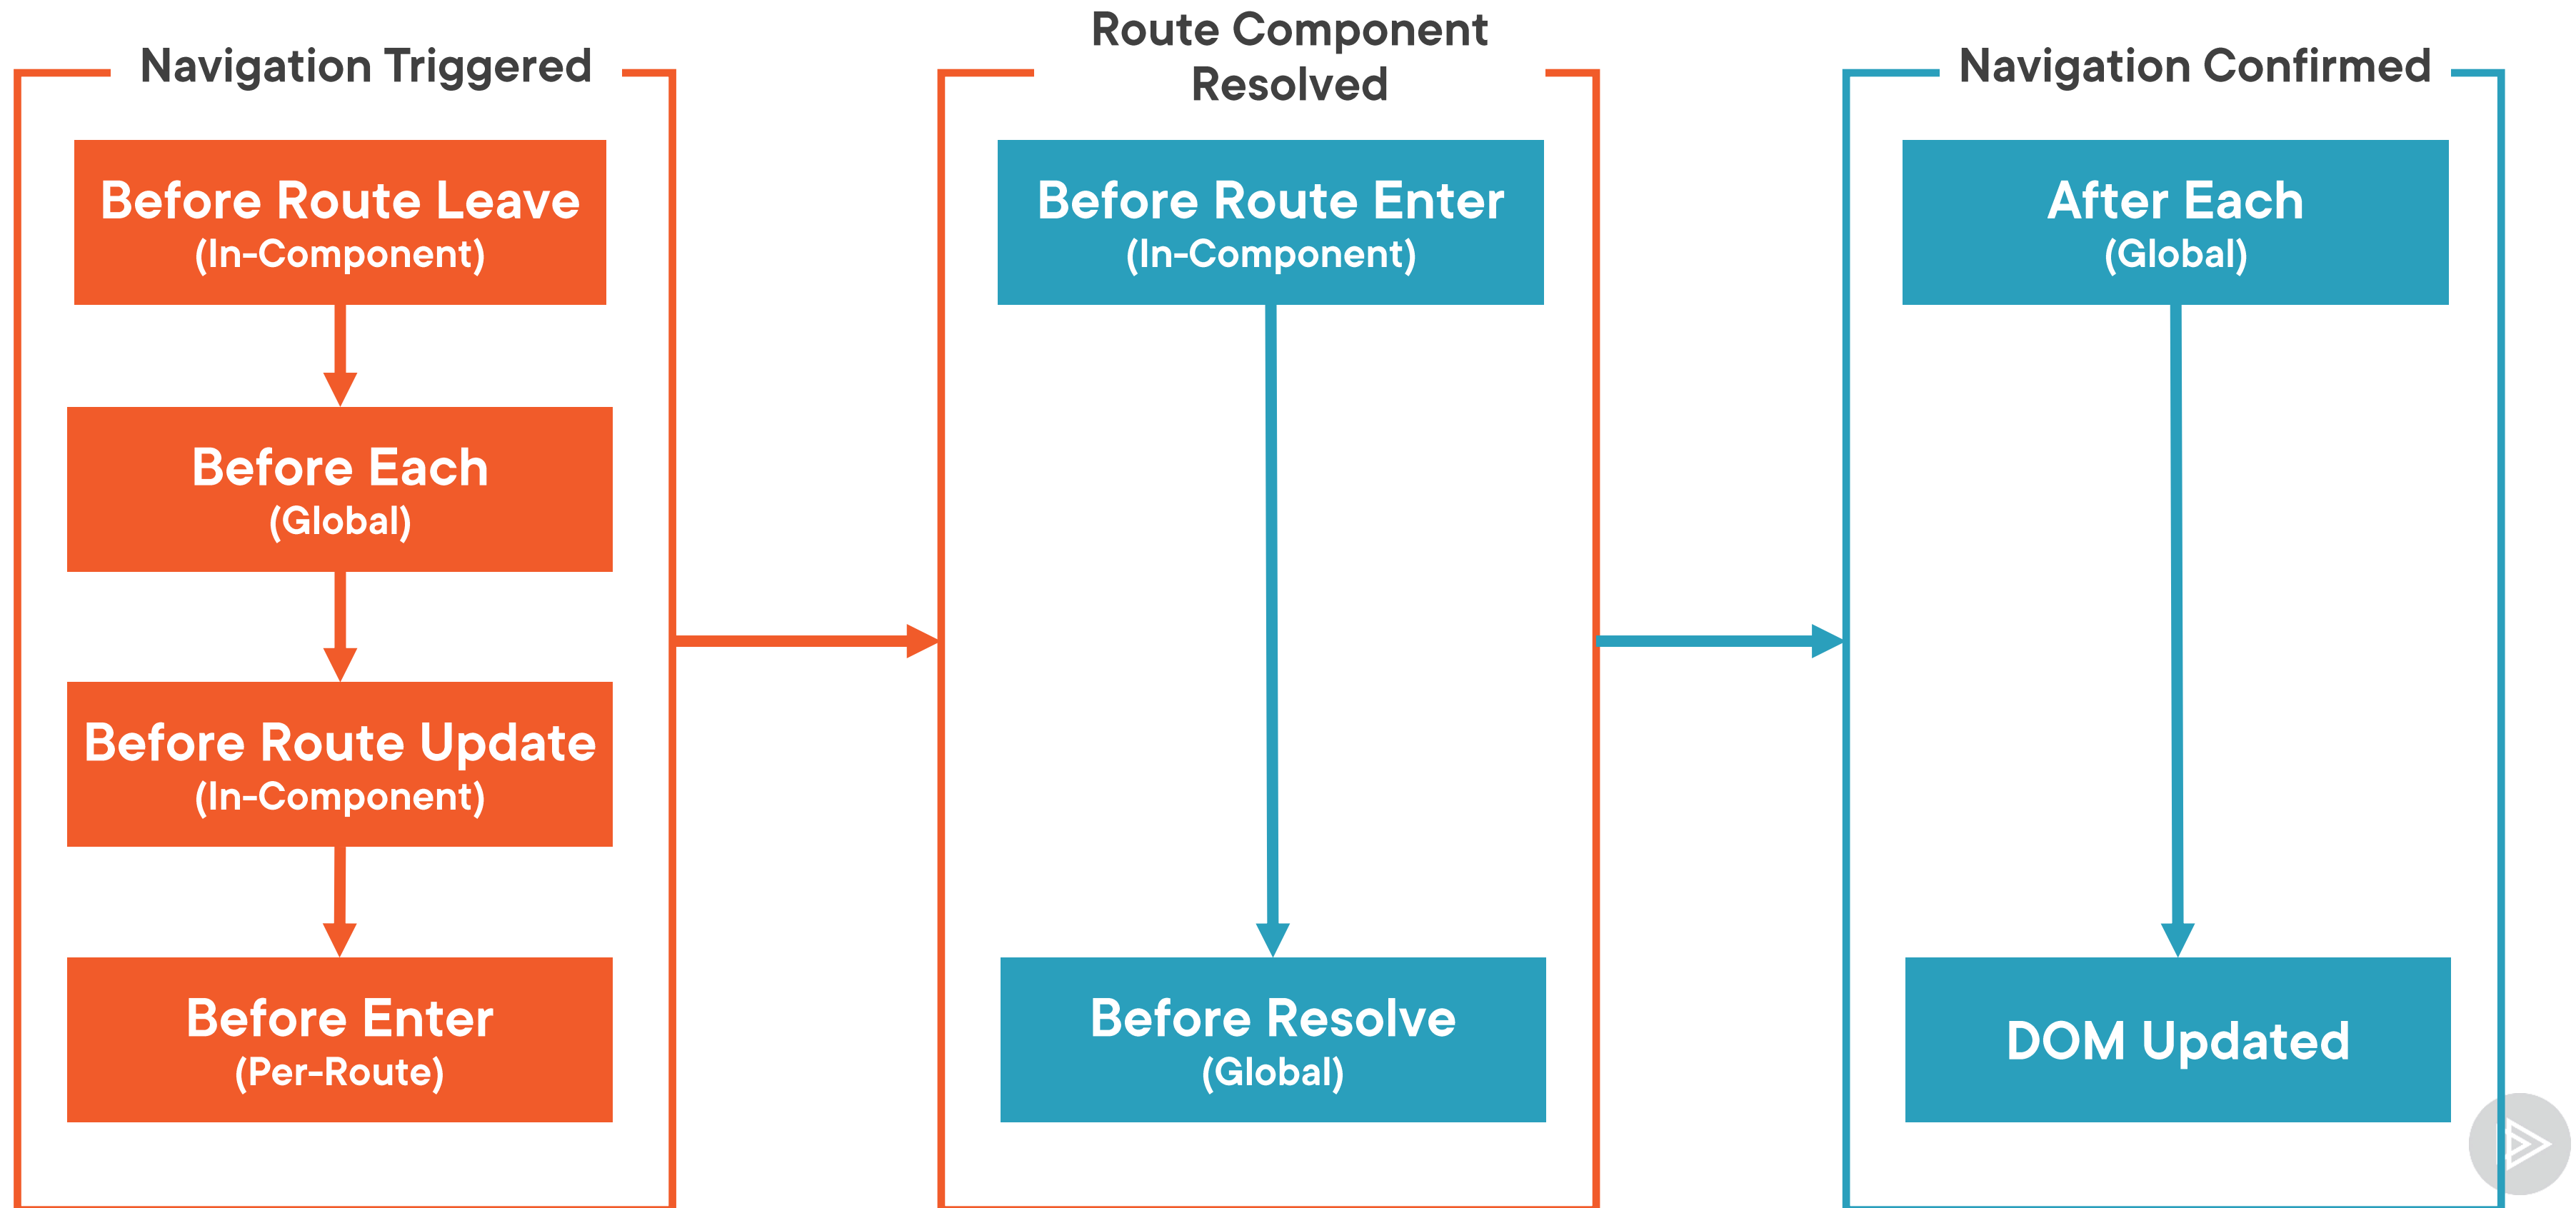 Navigation Triggered
Before Route Leave
(In-Component)
Before Each
(Global)
Before Route Update
(In-Component)
Before Enter
(Per-Route)
Route Component
Resolved
Before Route Enter
(In-Component)
Before Resolve
(Global)
Navigation Confirmed
After Each
(Global)
DOM Updated